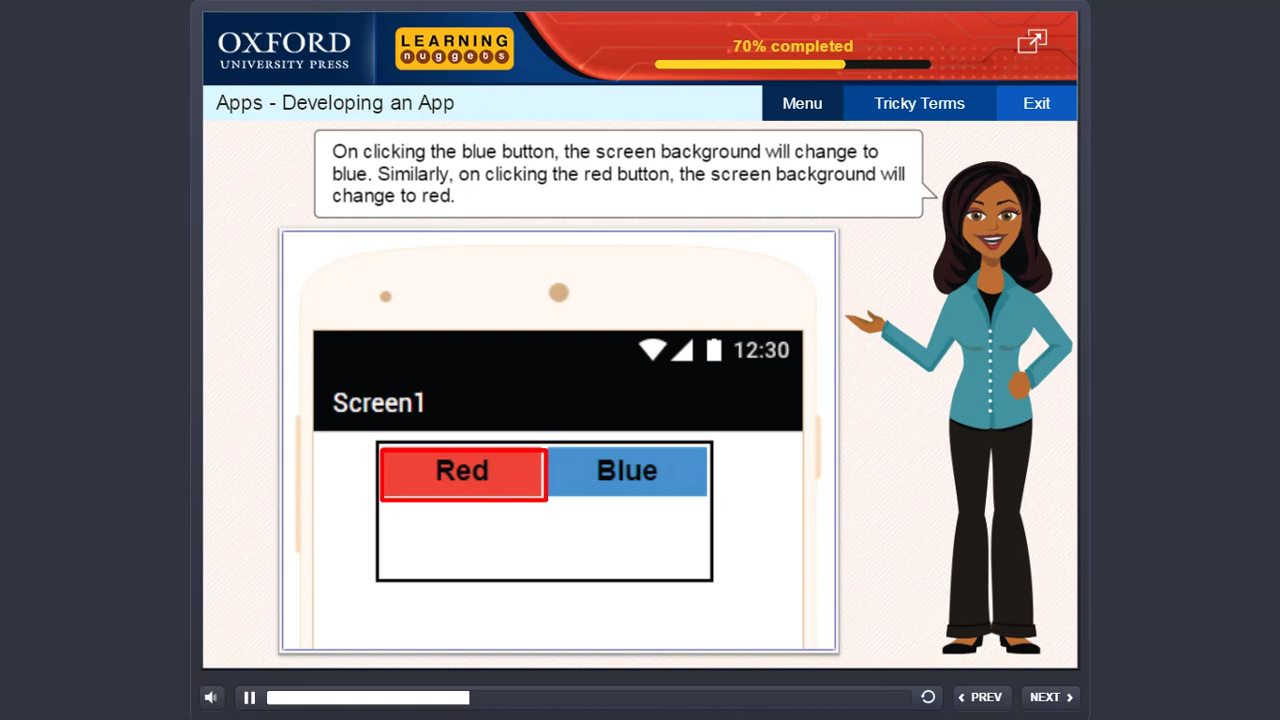 OXFORD
UNIVERSITY PRESS
LEARNING
nuggets
70% completed
Apps - Developing an App
Menu
Tricky Terms
Exit
On clicking the blue button, the screen background will change to
blue. Similarly, on clicking the red button, the screen background will
change to red.
12:30
Screen1
Red
Blue
PREV
NEXT